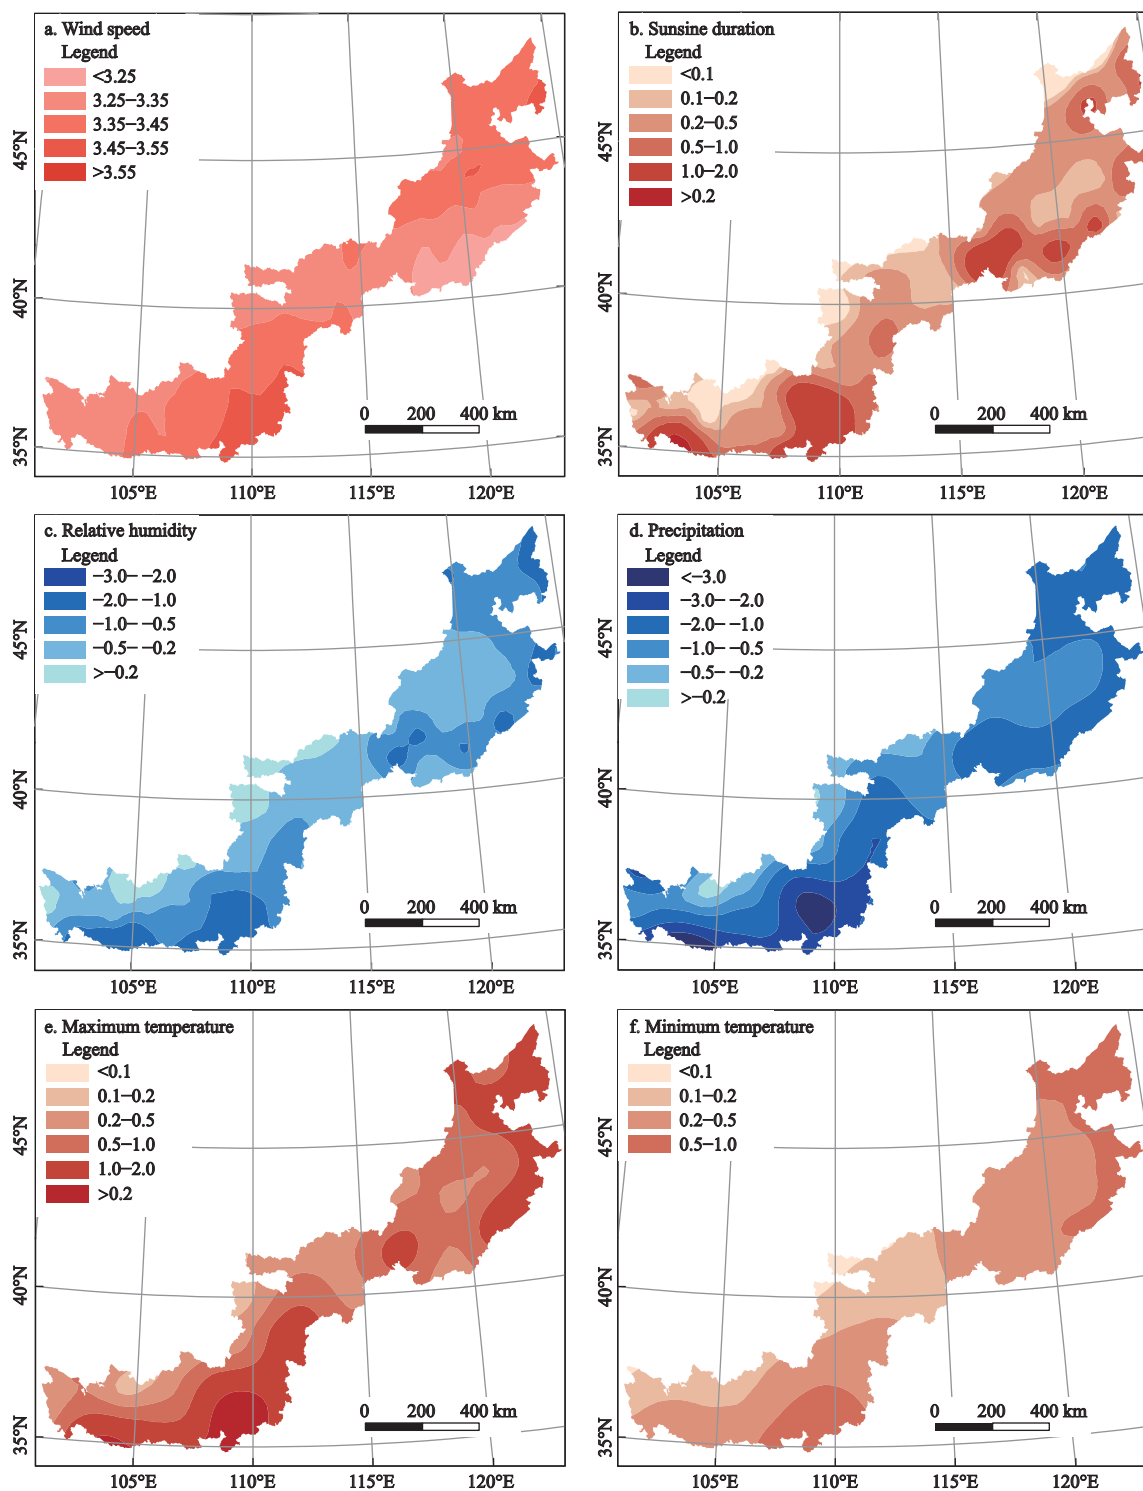 a. Wind speed
Legend
<3.25
3.25–3.35
3.35–3.45
3.45–3.55
>3.55
45°N
40°N
35°N
0 200 400 km
105°E 110°E 115°E 120°E
b. Sunsine duration
Legend
<0.1
0.1–0.2
0.2–0.5
0.5–1.0
1.0–2.0
>0.2
45°N
40°N
35°N
0 200 400 km
105°E 110°E 115°E 120°E
c. Relative humidity
Legend
−3.0– −2.0
−2.0– −1.0
−1.0– −0.5
−0.5– −0.2
>−0.2
45°N
40°N
35°N
0 200 400 km
105°E 110°E 115°E 120°E
d. Precipitation
Legend
<−3.0
−3.0– −2.0
−2.0– −1.0
−1.0– −0.5
−0.5– −0.2
>−0.2
45°N
40°N
35°N
0 200 400 km
105°E 110°E 115°E 120°E
e. Maximum temperature
Legend
<0.1
0.1–0.2
0.2–0.5
0.5–1.0
1.0–2.0
>0.2
45°N
40°N
35°N
0 200 400 km
105°E 110°E 115°E 120°E
f. Minimum temperature
Legend
<0.1
0.1–0.2
0.2–0.5
0.5–1.0
45°N
40°N
35°N
0 200 400 km
105°E 110°E 115°E 120°E